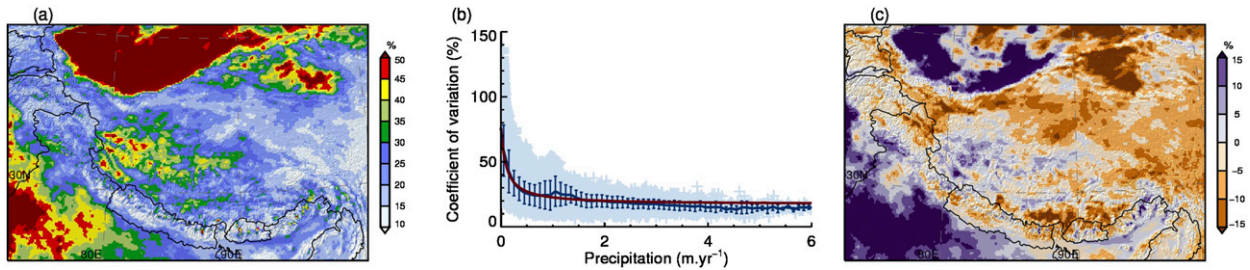 (a)
%
50
45
40
35
30
25
20
15
10
30N
80E
90E
(b)
Coefficient of variation (%)
150
100
50
0
0
2
4
6
Precipitation (m.yr⁻¹)
(c)
%
15
10
5
0
−5
−10
−15
30N
80E
90E